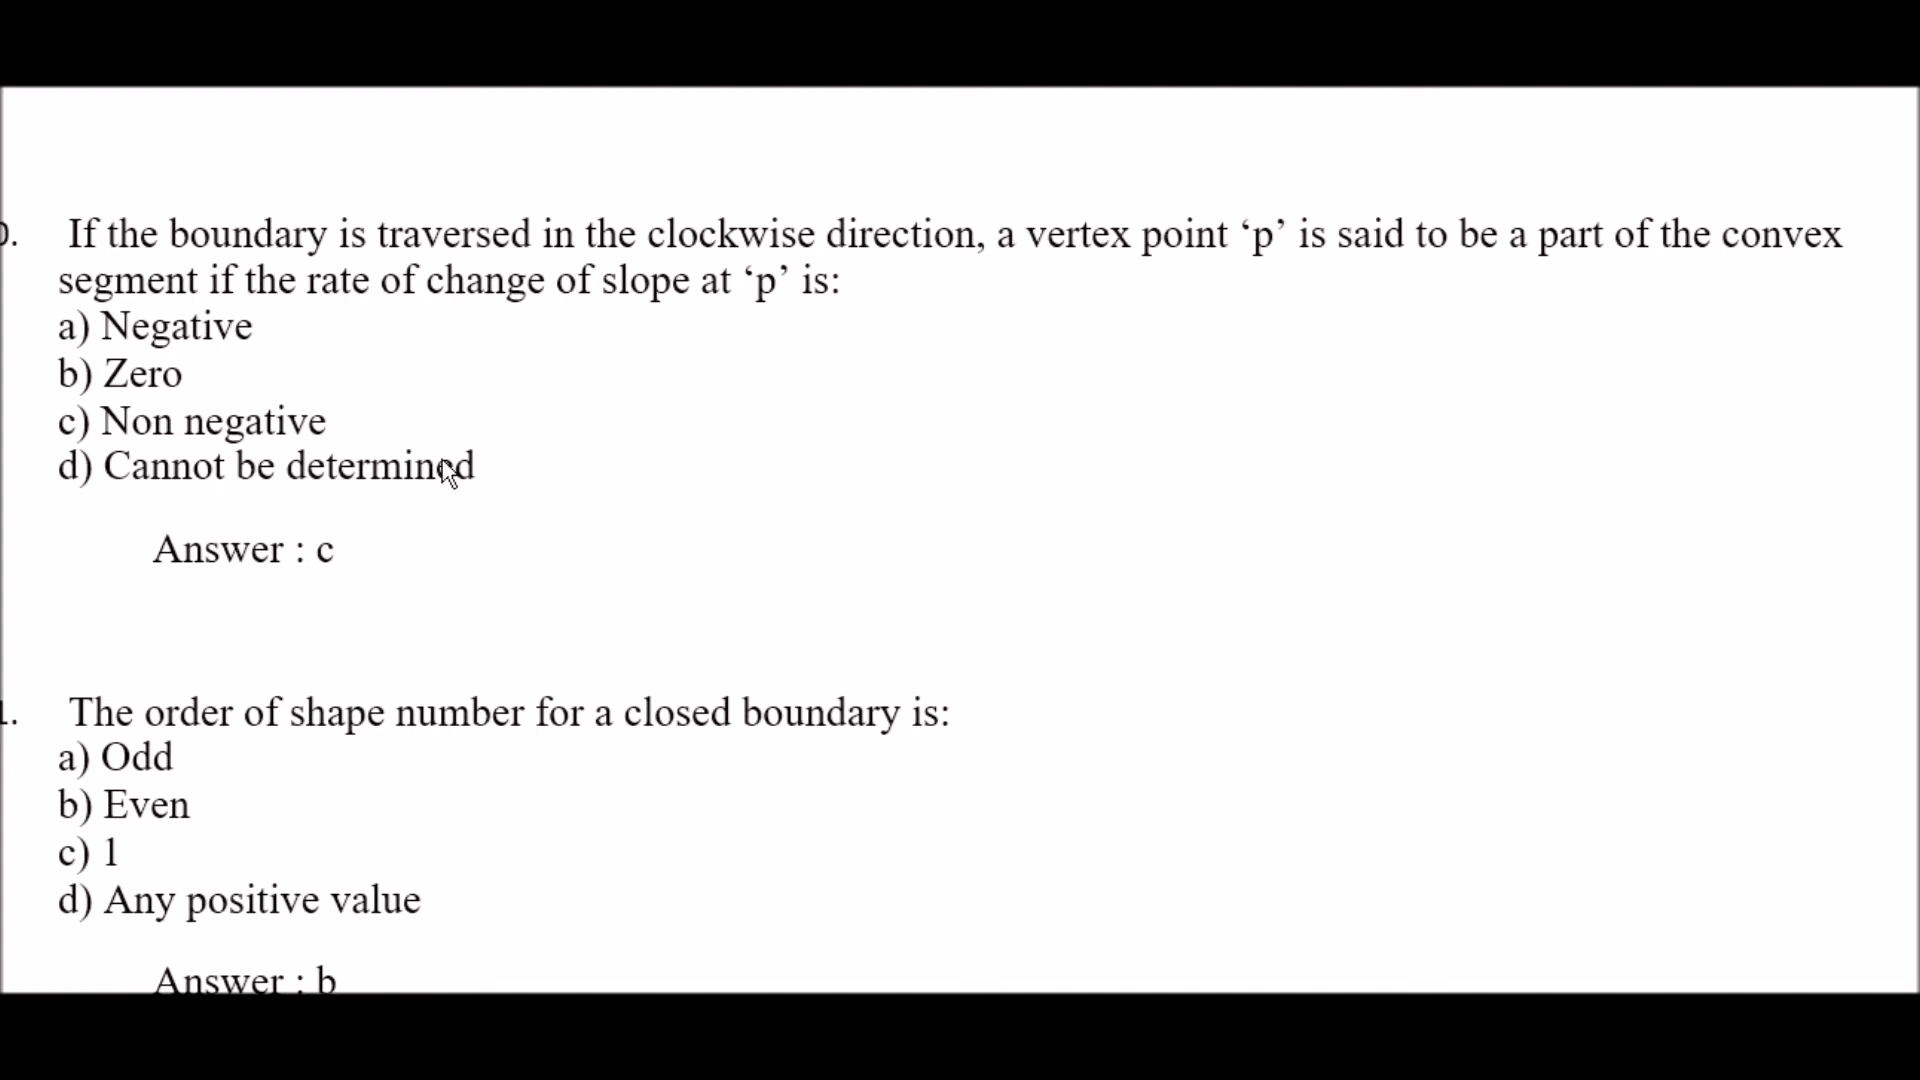 0. If the boundary is traversed in the clockwise direction, a vertex point ‘p’ is said to be a part of the convex
segment if the rate of change of slope at ‘p’ is:
a) Negative
b) Zero
c) Non negative
d) Cannot be determined
Answer : c
1. The order of shape number for a closed boundary is:
a) Odd
b) Even
c) 1
d) Any positive value
Answer : b